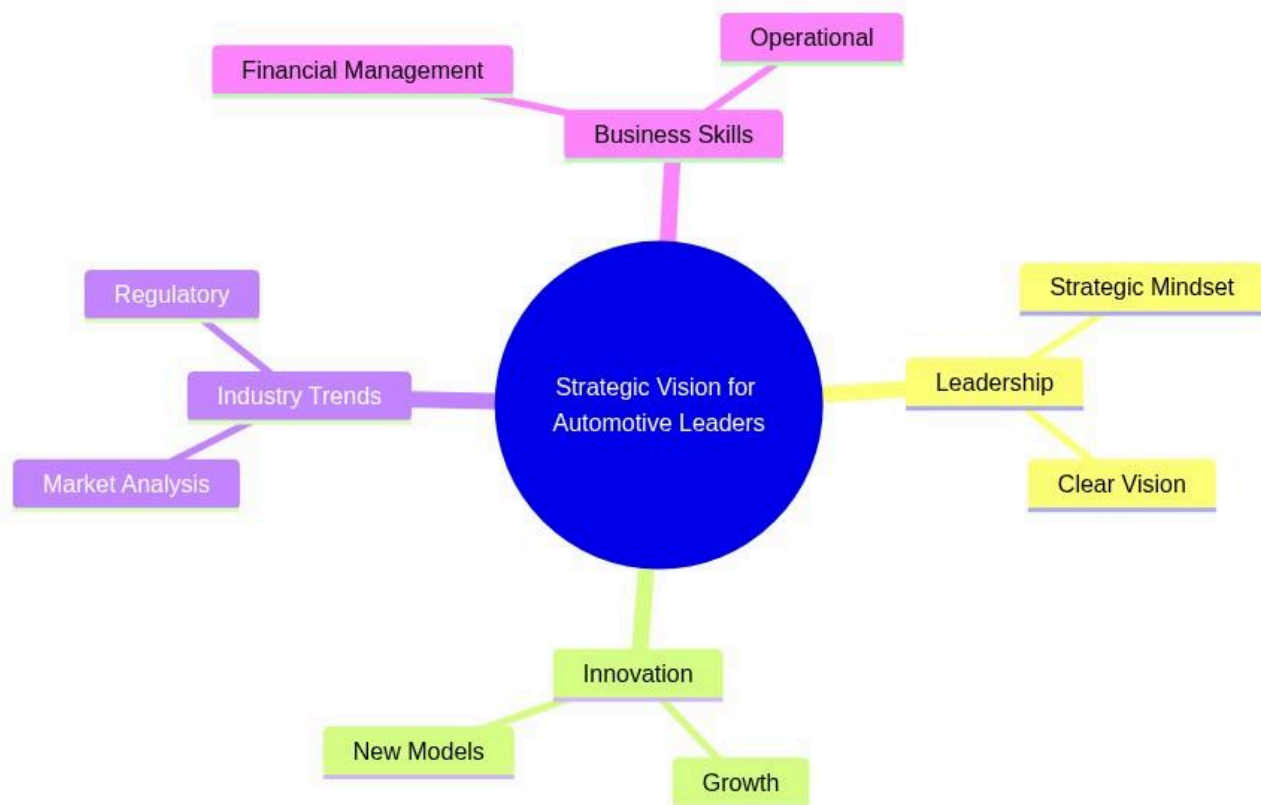 Operational
Financial Management
Business Skills
Strategic Mindset
Regulatory
Leadership
Industry Trends
Strategic Vision for
Automotive Leaders
Market Analysis
Clear Vision
Innovation
New Models
Growth